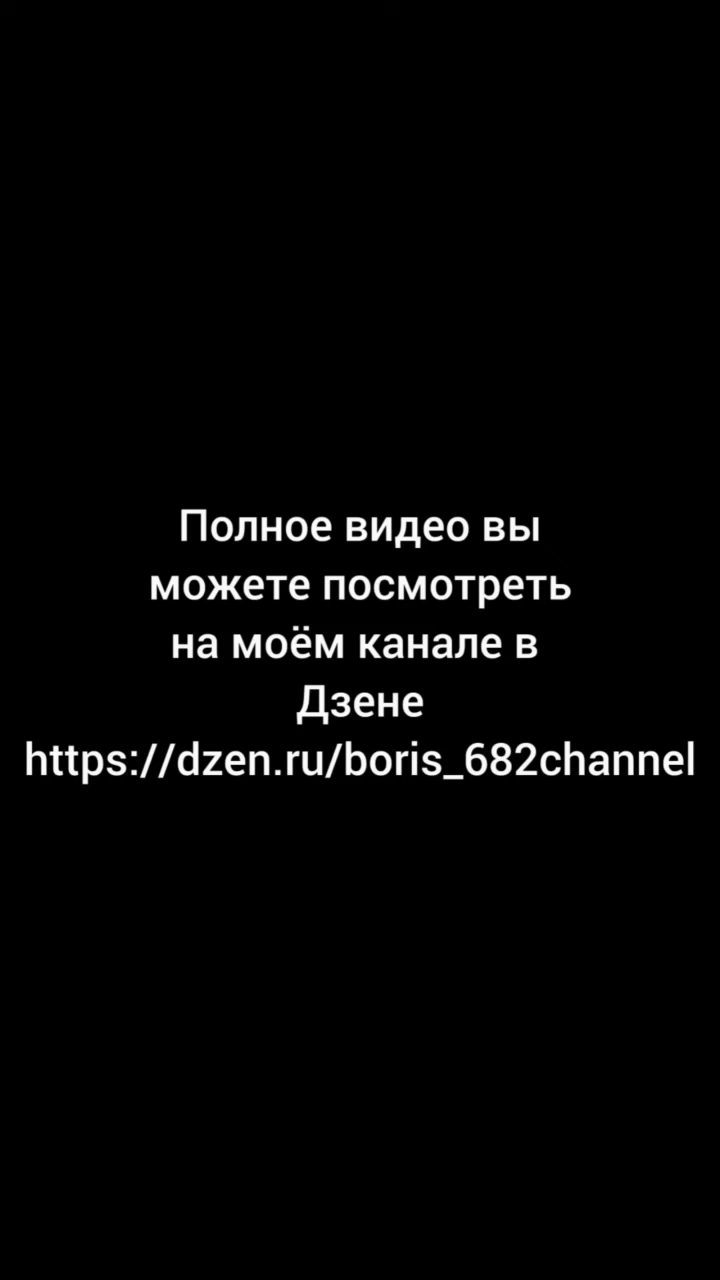 Полное видео вы
можете посмотреть
на моём канале в
Дзене
https://dzen.ru/boris_682channel